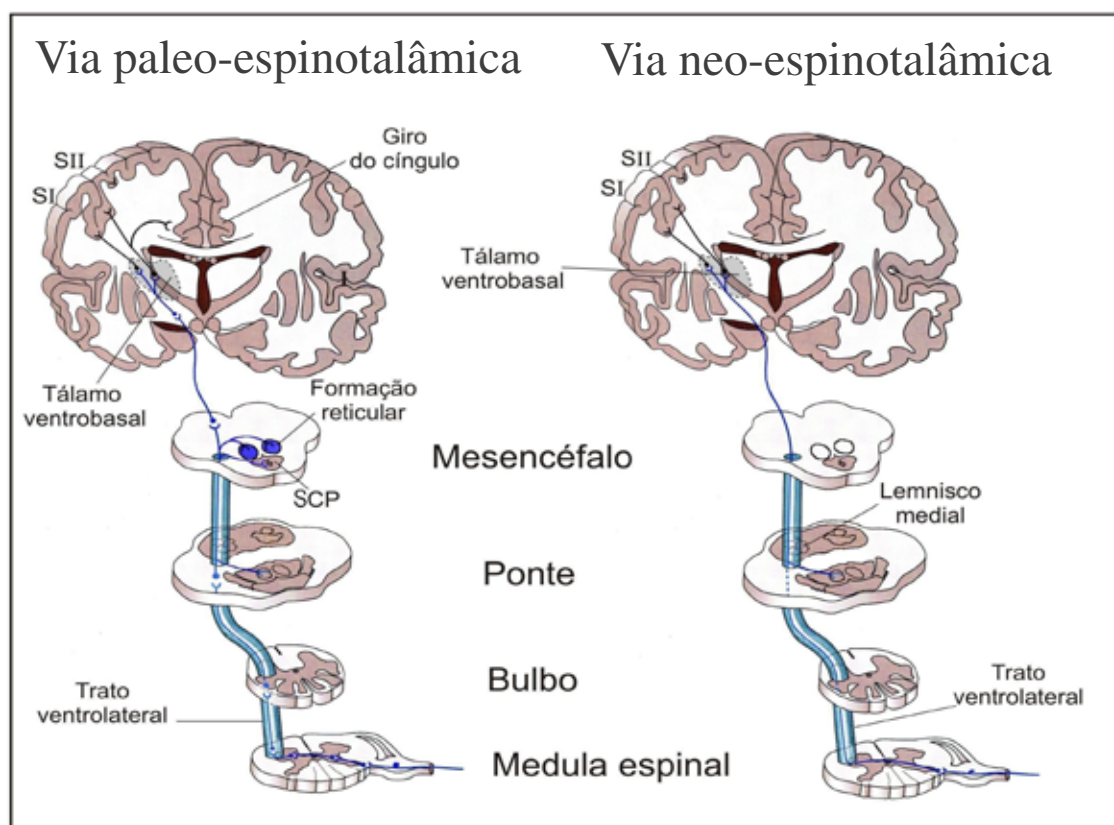 Via paleo-espinotalâmica
Via neo-espinotalâmica
Giro
do cíngulo
SII
SI
Tálamo
ventrobasal
Formação
reticular
SCP
SII
SI
Tálamo
ventrobasal
Mesencéfalo
Lemnisco
medial
Ponte
Trato
ventrolateral
Bulbo
Trato
ventrolateral
Medula espinal